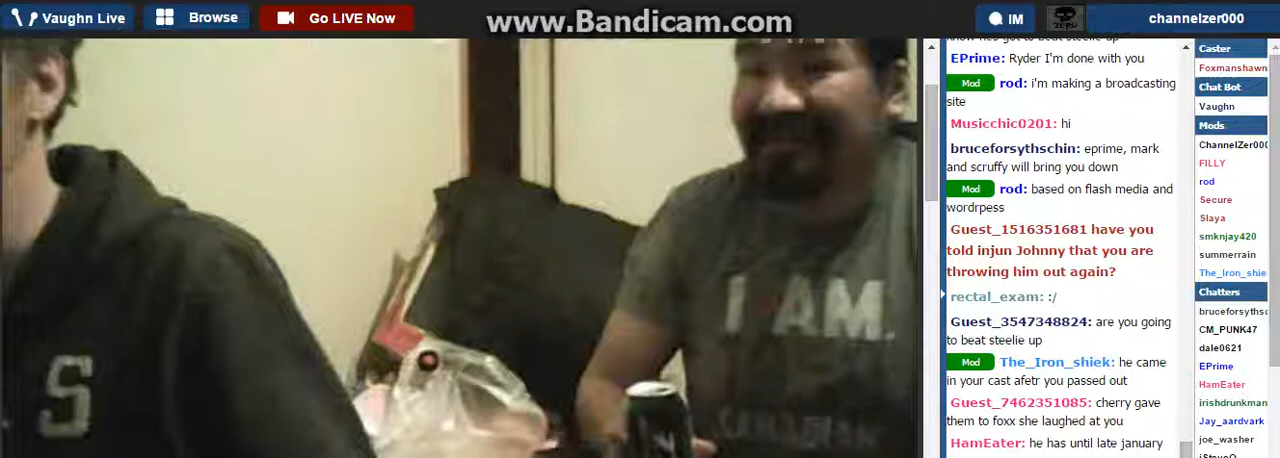 Vaughn Live
Browse
Go LIVE Now
www.Bandicam.com
IM
channelzer000
EPrime: Ryder I'm done with you
Mod rod: i'm making a broadcasting
site
Musicchic0201: hi
bruceforsythschin: eprime, mark
and scruffy will bring you down
Mod rod: based on flash media and
wordrpess
Guest_1516351681 have you
told injun Johnny that you are
throwing him out again?
rectal_exam: :/
Guest_3547348824: are you going
to beat steelie up
Mod The_Iron_shiek: he came
in your cast afetr you passed out
Guest_7462351085: cherry gave
them to foxx she laughed at you
HamEater: he has until late january
Caster
Foxmanshawn
Chat Bot
Vaughn
Mods
ChannelZer000
FILLY
rod
Secure
Slaya
smknjay420
summerrain
The_Iron_shie
Chatters
bruceforsythsc
CM_PUNK47
dale0621
EPrime
HamEater
irishdrunkman
Jay_aardvark
joe_washer
I AM.
CANADIAN
S